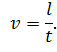 v = l/t.